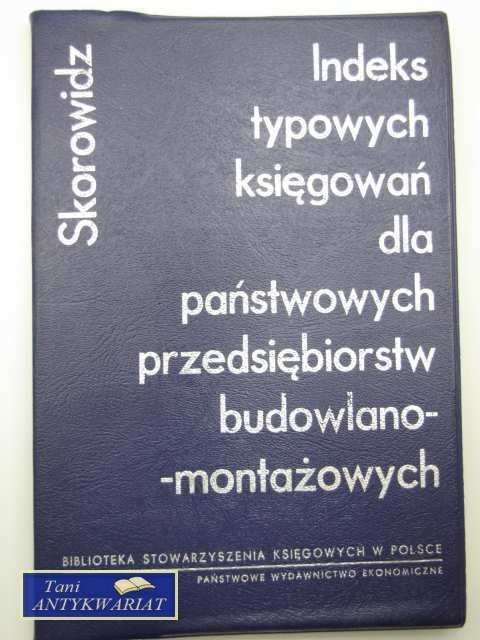 Skorowidz
Indeks
typowych
księgowań
dla
państwowych
przedsiębiorstw
budowlano-
-montażowych
BIBLIOTEKA STOWARZYSZENIA KSIĘGOWYCH W POLSCE
PAŃSTWOWE WYDAWNICTWO EKONOMICZNE
Tani
ANTYKWARIAT